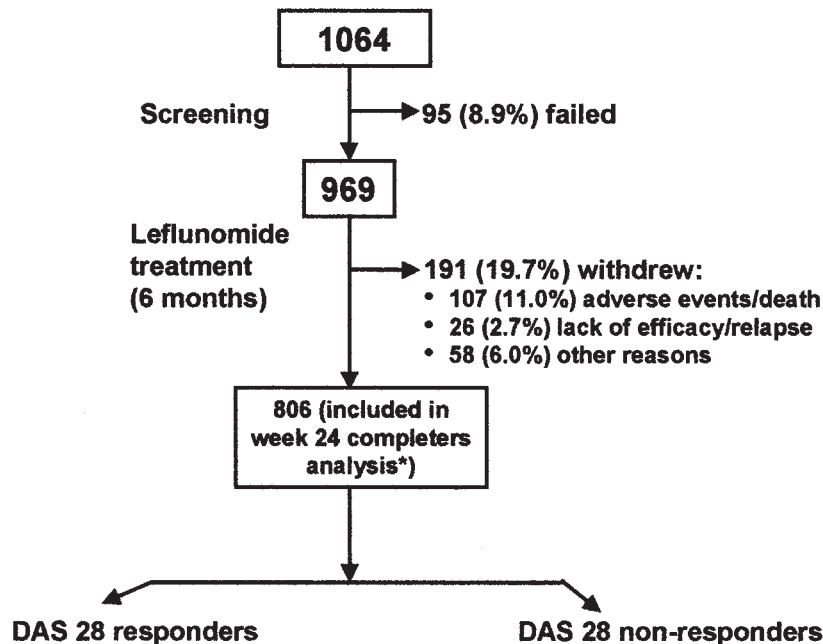 1064
Screening
95 (8.9%) failed
969
Leflunomide
treatment
(6 months)
191 (19.7%) withdrew:
• 107 (11.0%) adverse events/death
• 26 (2.7%) lack of efficacy/relapse
• 58 (6.0%) other reasons
806 (included in
week 24 completers
analysis*)
DAS 28 responders
DAS 28 non-responders